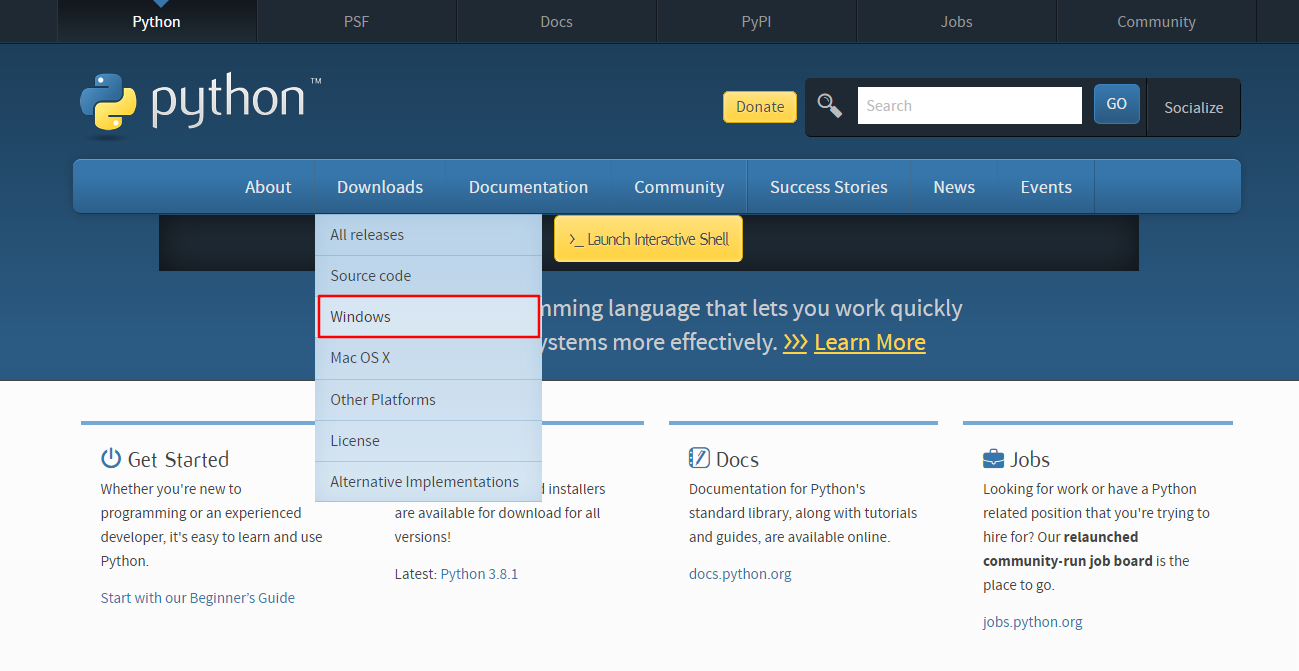 Python PSF Docs PyPI Jobs Community
python™
Donate Search GO Socialize
About Downloads Documentation Community Success Stories News Events
All releases
>_ Launch Interactive Shell
Source code
Windows
mming language that lets you work quickly
Mac OS X
ystems more effectively. >>> Learn More
Other Platforms
License
Alternative Implementations
Get Started
Whether you're new to
programming or an experienced
developer, it's easy to learn and use
Python.
Start with our Beginner’s Guide
installers
are available for download for all
versions!
Latest: Python 3.8.1
Docs
Documentation for Python's
standard library, along with tutorials
and guides, are available online.
docs.python.org
Jobs
Looking for work or have a Python
related position that you're trying to
hire for? Our relaunched
community-run job board is the
place to go.
jobs.python.org